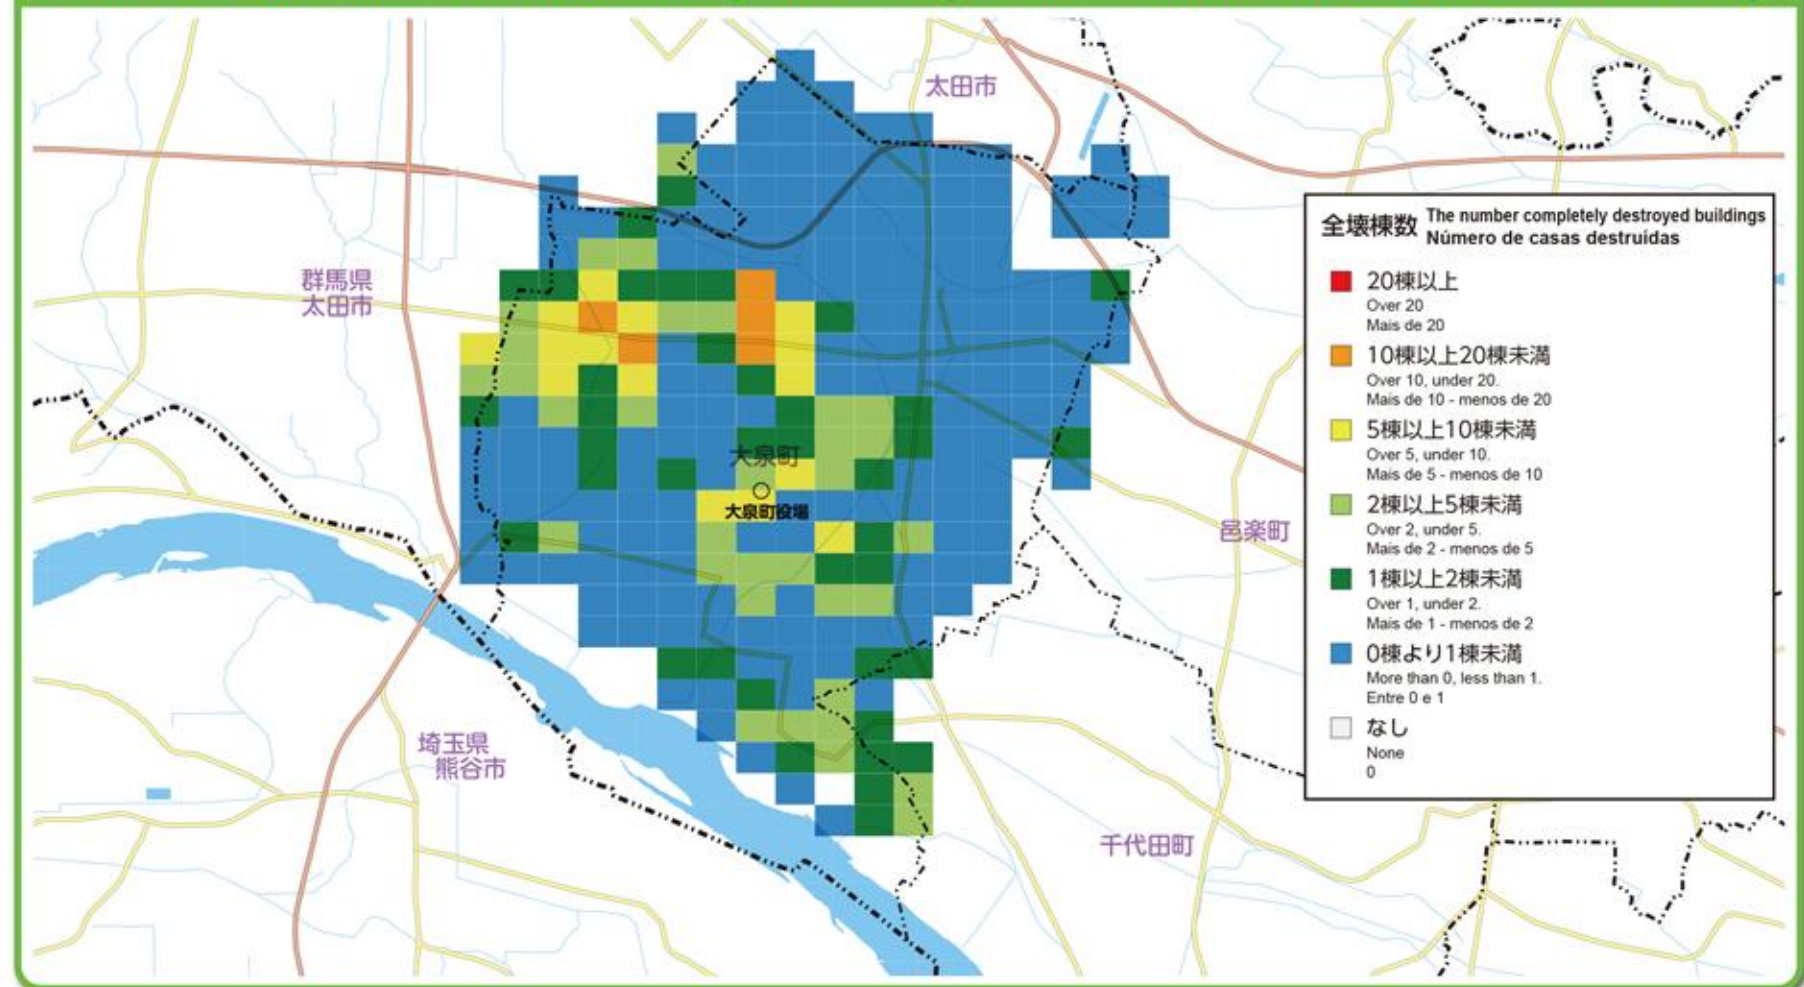 太田市
群馬県
太田市
大泉町
大泉町役場
邑楽町
埼玉県
熊谷市
千代田町
全壊棟数 The number completely destroyed buildings
Número de casas destruídas
20棟以上
Over 20
Mais de 20
10棟以上20棟未満
Over 10, under 20.
Mais de 10 - menos de 20
5棟以上10棟未満
Over 5, under 10.
Mais de 5 - menos de 10
2棟以上5棟未満
Over 2, under 5.
Mais de 2 - menos de 5
1棟以上2棟未満
Over 1, under 2.
Mais de 1 - menos de 2
0棟より1棟未満
More than 0, less than 1.
Entre 0 e 1
なし
None
0